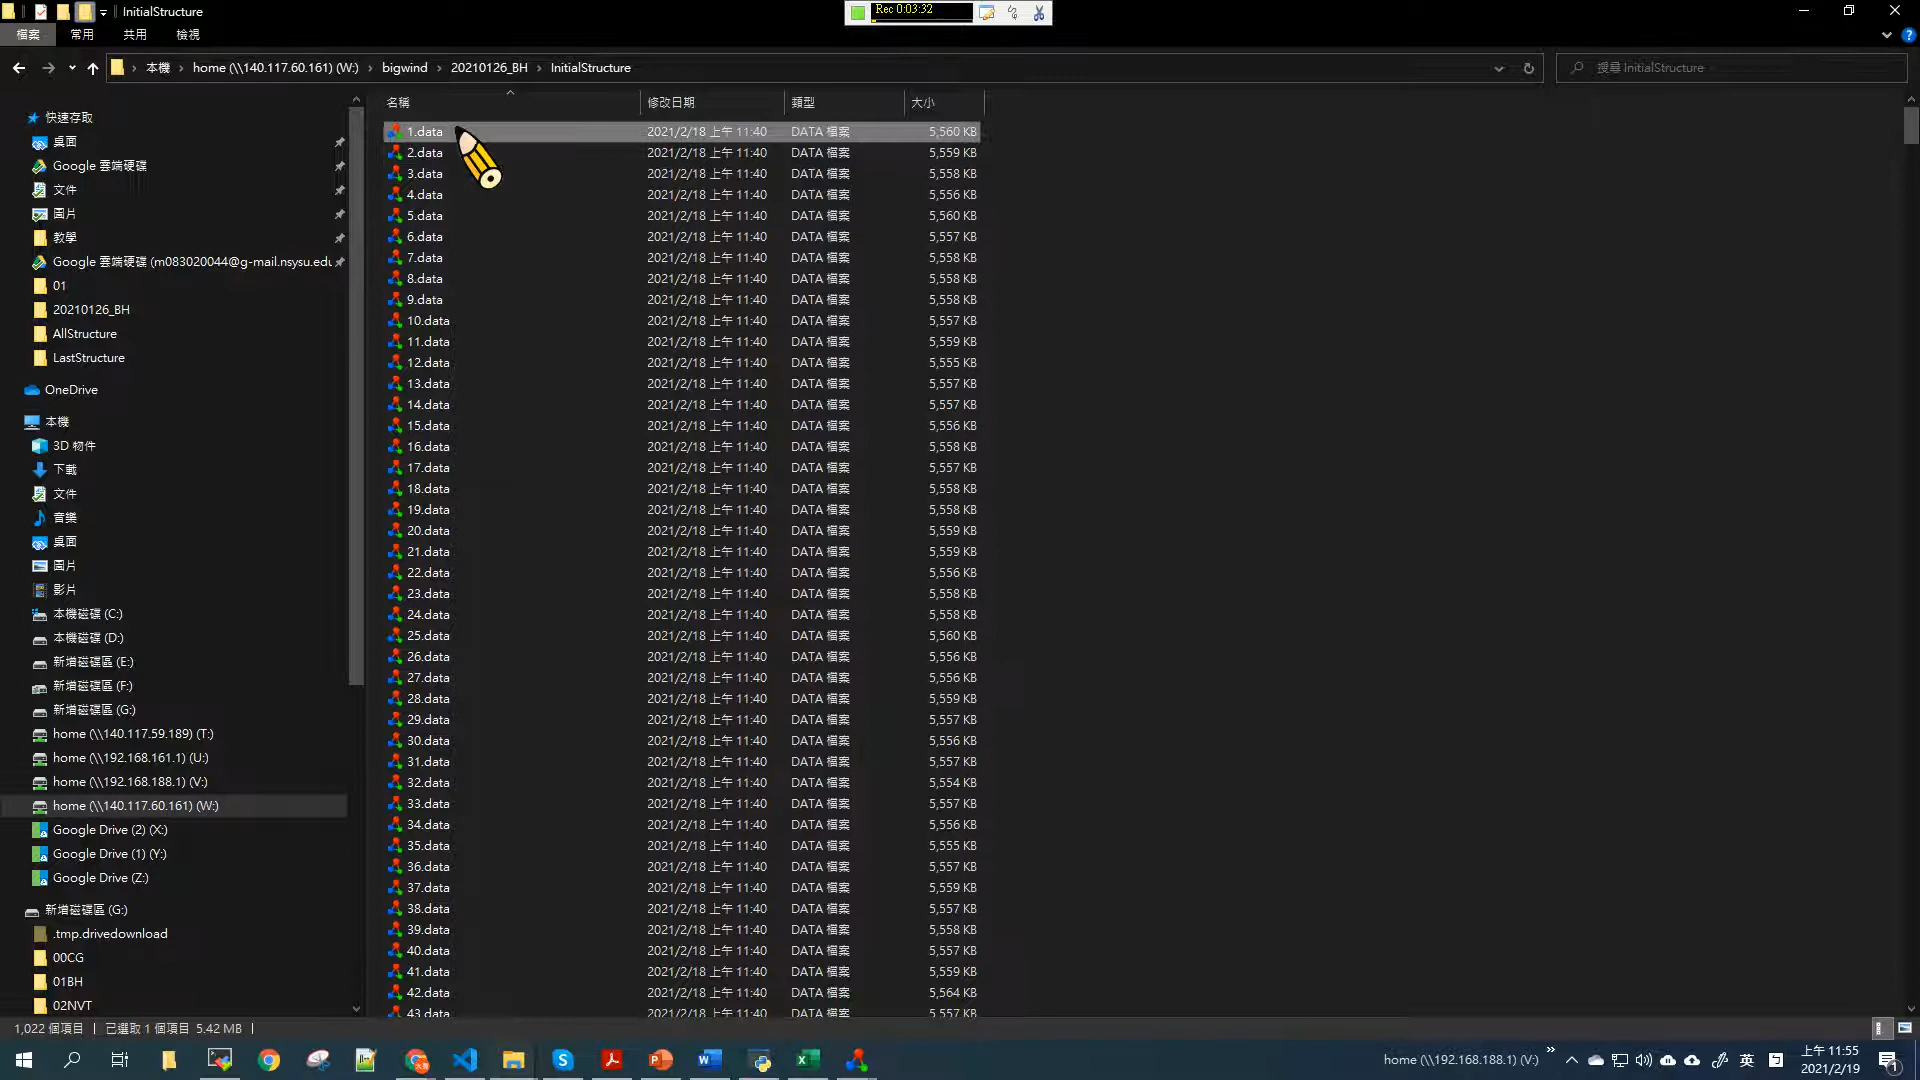 InitialStructure
Rec 0:03:32
檔案 常用 共用 檢視
本機 › home (\\140.117.60.161) (W:) › bigwind › 20210126_BH › InitialStructure
搜尋 InitialStructure
快速存取
桌面
Google 雲端硬碟
文件
圖片
教學
Google 雲端硬碟 (m083020044@g-mail.nsysu.edu
01
20210126_BH
AllStructure
LastStructure
OneDrive
本機
3D 物件
下載
文件
音樂
桌面
圖片
影片
本機磁碟 (C:)
本機磁碟 (D:)
新增磁碟區 (E:)
新增磁碟區 (F:)
新增磁碟區 (G:)
home (\\140.117.59.189) (T:)
home (\\192.168.161.1) (U:)
home (\\192.168.188.1) (V:)
home (\\140.117.60.161) (W:)
Google Drive (2) (X:)
Google Drive (1) (Y:)
Google Drive (Z:)
新增磁碟區 (G:)
.tmp.drivedownload
00CG
01BH
02NVT
名稱 修改日期 類型 大小
1.data 2021/2/18 上午 11:40 DATA 檔案 5,560 KB
2.data 2021/2/18 上午 11:40 DATA 檔案 5,559 KB
3.data 2021/2/18 上午 11:40 DATA 檔案 5,558 KB
4.data 2021/2/18 上午 11:40 DATA 檔案 5,556 KB
5.data 2021/2/18 上午 11:40 DATA 檔案 5,560 KB
6.data 2021/2/18 上午 11:40 DATA 檔案 5,557 KB
7.data 2021/2/18 上午 11:40 DATA 檔案 5,558 KB
8.data 2021/2/18 上午 11:40 DATA 檔案 5,558 KB
9.data 2021/2/18 上午 11:40 DATA 檔案 5,558 KB
10.data 2021/2/18 上午 11:40 DATA 檔案 5,557 KB
11.data 2021/2/18 上午 11:40 DATA 檔案 5,559 KB
12.data 2021/2/18 上午 11:40 DATA 檔案 5,555 KB
13.data 2021/2/18 上午 11:40 DATA 檔案 5,557 KB
14.data 2021/2/18 上午 11:40 DATA 檔案 5,557 KB
15.data 2021/2/18 上午 11:40 DATA 檔案 5,556 KB
16.data 2021/2/18 上午 11:40 DATA 檔案 5,558 KB
17.data 2021/2/18 上午 11:40 DATA 檔案 5,557 KB
18.data 2021/2/18 上午 11:40 DATA 檔案 5,558 KB
19.data 2021/2/18 上午 11:40 DATA 檔案 5,558 KB
20.data 2021/2/18 上午 11:40 DATA 檔案 5,559 KB
21.data 2021/2/18 上午 11:40 DATA 檔案 5,559 KB
22.data 2021/2/18 上午 11:40 DATA 檔案 5,556 KB
23.data 2021/2/18 上午 11:40 DATA 檔案 5,558 KB
24.data 2021/2/18 上午 11:40 DATA 檔案 5,558 KB
25.data 2021/2/18 上午 11:40 DATA 檔案 5,560 KB
26.data 2021/2/18 上午 11:40 DATA 檔案 5,556 KB
27.data 2021/2/18 上午 11:40 DATA 檔案 5,556 KB
28.data 2021/2/18 上午 11:40 DATA 檔案 5,559 KB
29.data 2021/2/18 上午 11:40 DATA 檔案 5,557 KB
30.data 2021/2/18 上午 11:40 DATA 檔案 5,556 KB
31.data 2021/2/18 上午 11:40 DATA 檔案 5,557 KB
32.data 2021/2/18 上午 11:40 DATA 檔案 5,554 KB
33.data 2021/2/18 上午 11:40 DATA 檔案 5,557 KB
34.data 2021/2/18 上午 11:40 DATA 檔案 5,556 KB
35.data 2021/2/18 上午 11:40 DATA 檔案 5,555 KB
36.data 2021/2/18 上午 11:40 DATA 檔案 5,557 KB
37.data 2021/2/18 上午 11:40 DATA 檔案 5,559 KB
38.data 2021/2/18 上午 11:40 DATA 檔案 5,557 KB
39.data 2021/2/18 上午 11:40 DATA 檔案 5,558 KB
40.data 2021/2/18 上午 11:40 DATA 檔案 5,557 KB
41.data 2021/2/18 上午 11:40 DATA 檔案 5,559 KB
42.data 2021/2/18 上午 11:40 DATA 檔案 5,564 KB
43.data 2021/2/18 上午 11:40 DATA 檔案 5,557 KB
1,022 個項目 | 已選取 1 個項目 5.42 MB |
home (\\192.168.188.1) (V:) » 英 上午 11:55
2021/2/19